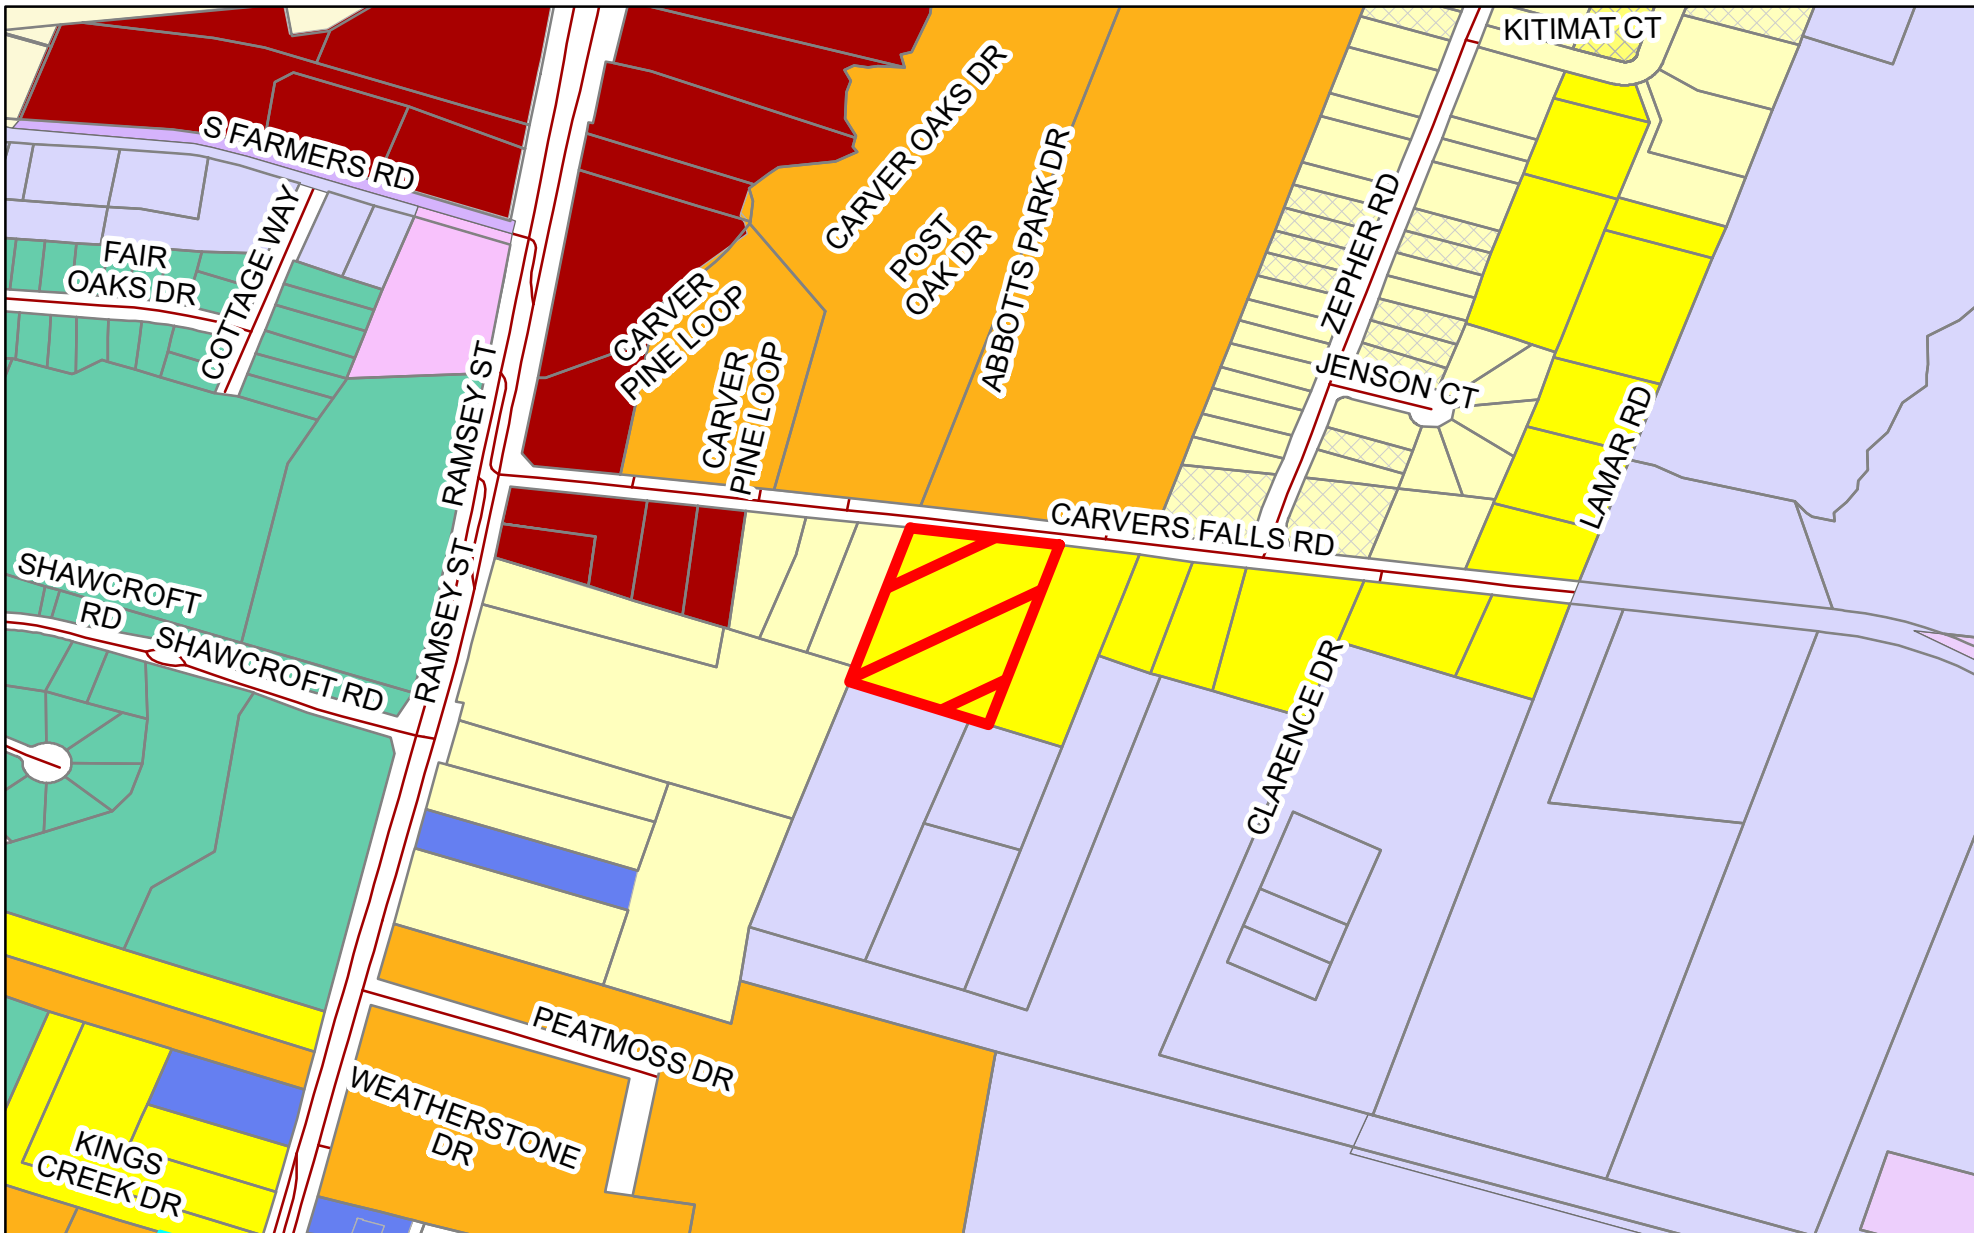 KITIMAT CT
S FARMERS RD
CARVER OAKS DR
ABBOTTS PARK DR
POST
OAK DR
ZEPHER RD
COTTAGE WAY
FAIR
OAKS DR
CARVER
PINE LOOP
CARVER
PINE LOOP
JENSON CT
RAMSEY ST
LAMAR RD
CARVERS FALLS RD
RAMSEY ST
SHAWCROFT
RD
SHAWCROFT RD
CLARENCE DR
PEATMOSS DR
WEATHERSTONE
DR
KINGS
CREEK DR